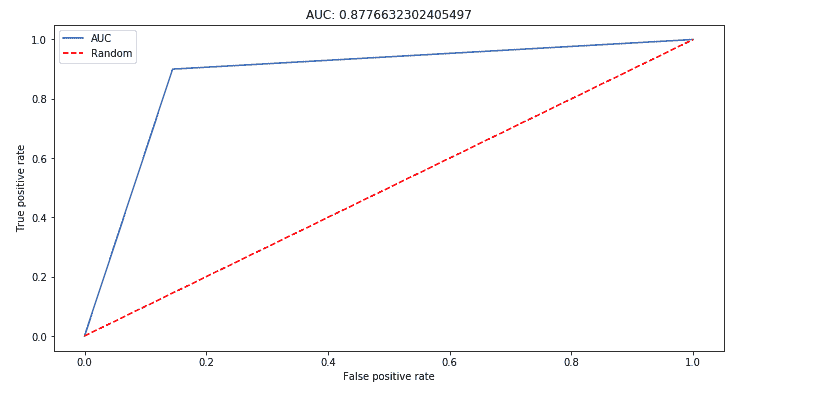 AUC: 0.8776632302405497
1.0
0.8
0.6
0.4
0.2
0.0
True positive rate
AUC
Random
0.0 0.2 0.4 0.6 0.8 1.0
False positive rate